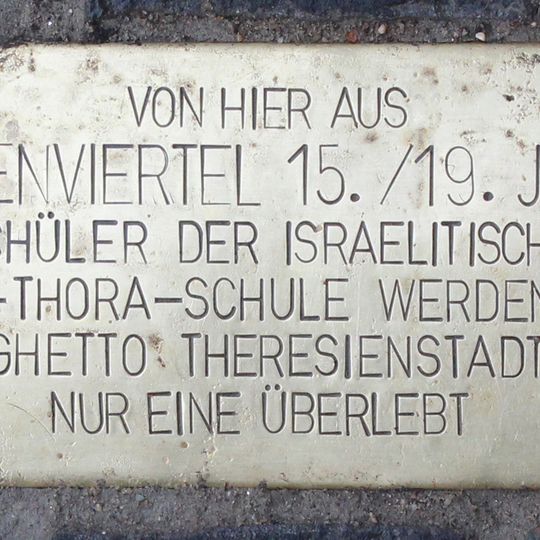 VON HIER AUS
ENVIERTEL 15./19. J
CHÜLER DER ISRAELITISCH
-THORA-SCHULE WERDEN
GHETTO THERESIENSTADT
NUR EINE ÜBERLEBT